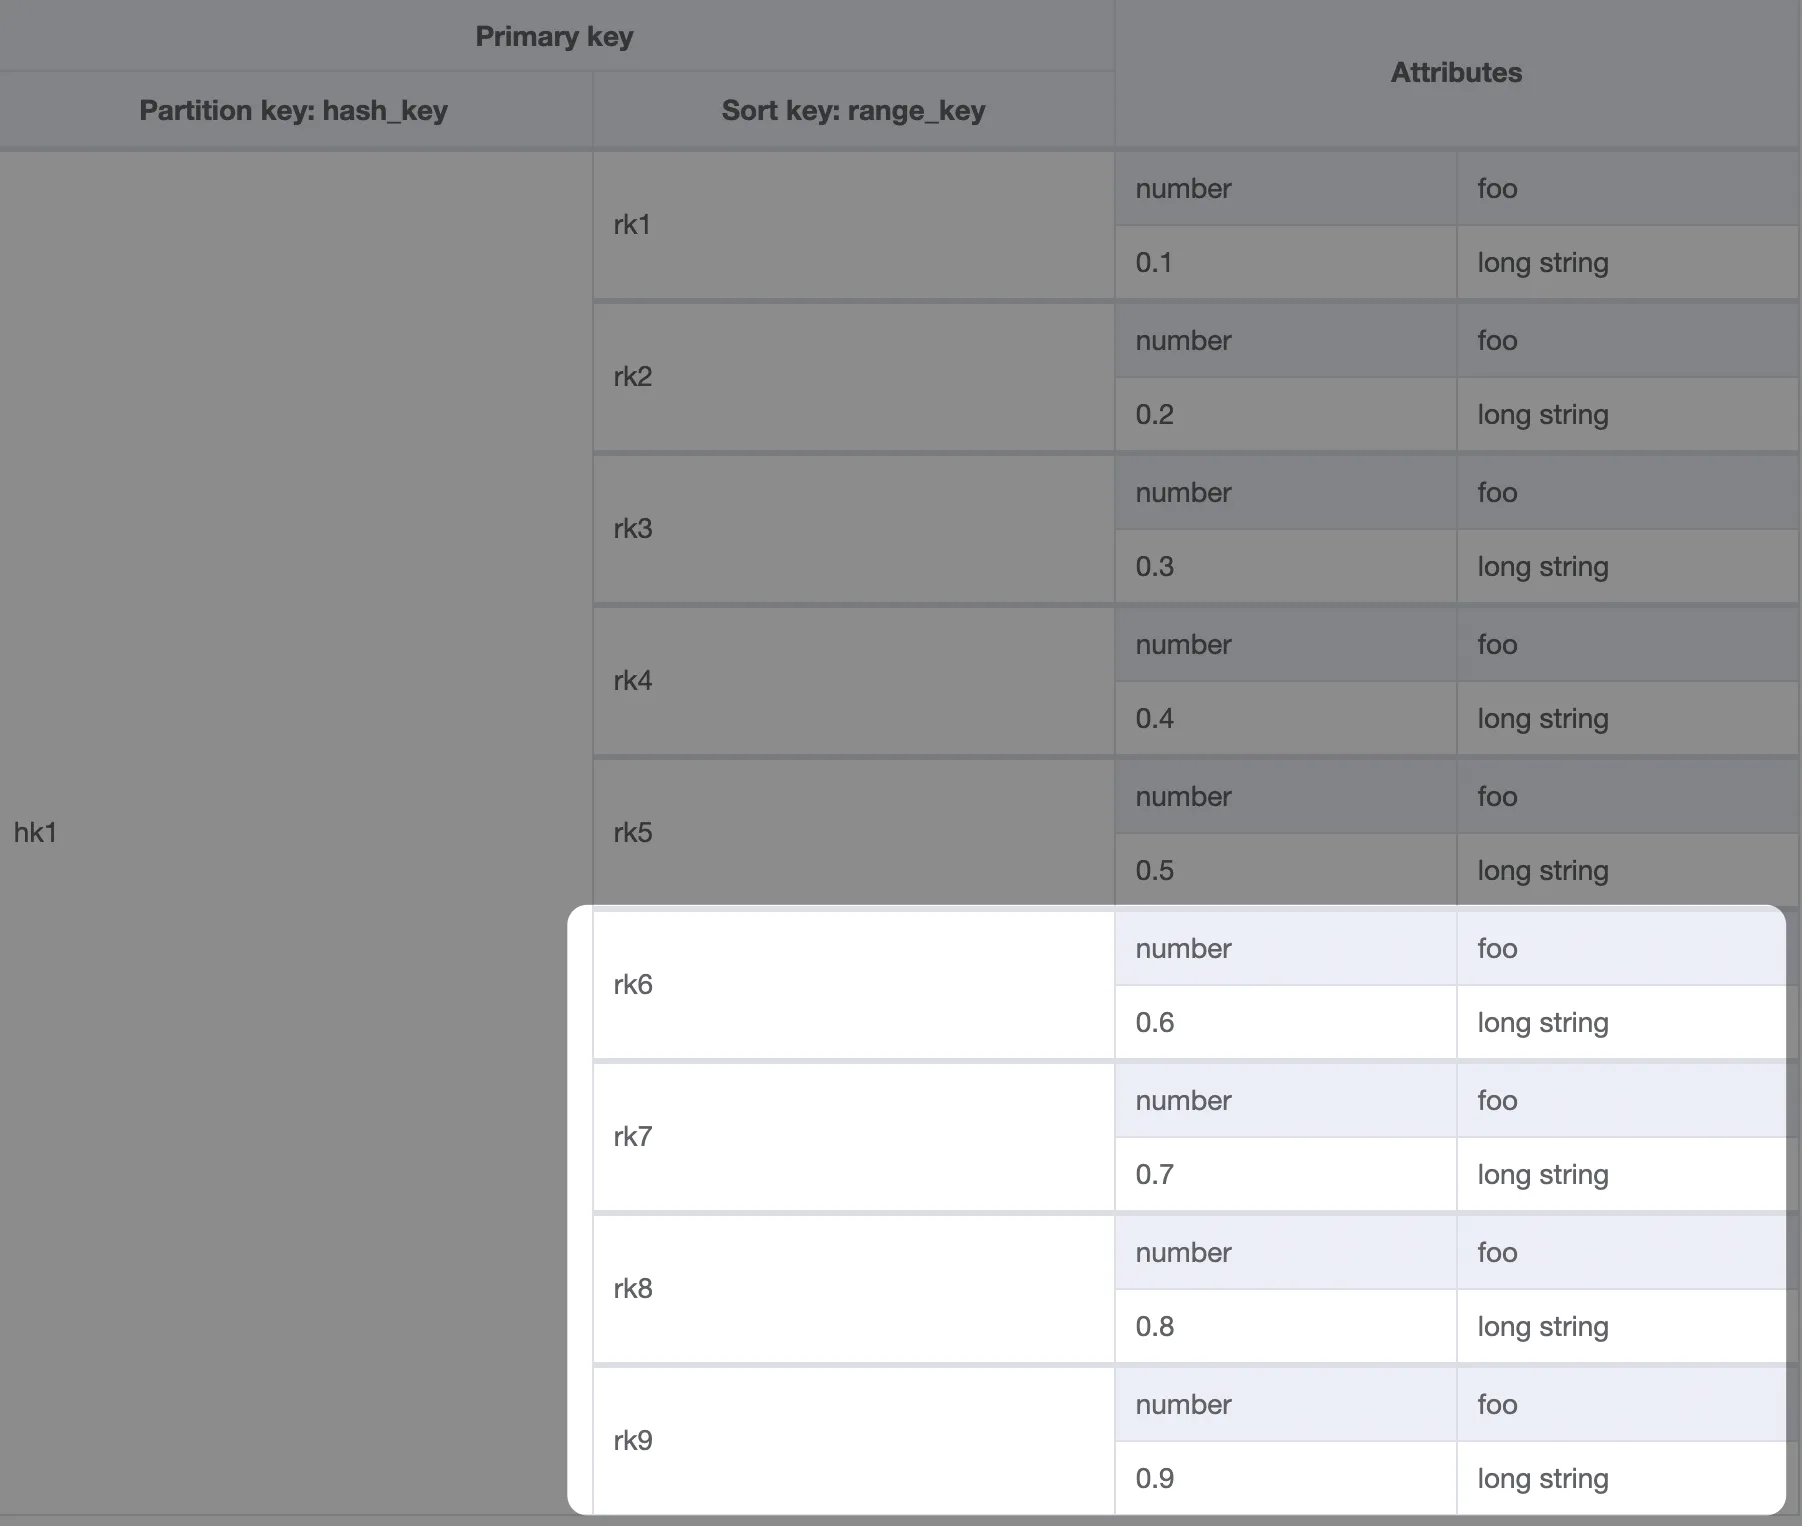 Primary key
Attributes
Partition key: hash_key Sort key: range_key
number foo
rk1
0.1 long string
number foo
rk2
0.2 long string
number foo
rk3
0.3 long string
number foo
rk4
0.4 long string
number foo
hk1 rk5
0.5 long string
number foo
rk6
0.6 long string
number foo
rk7
0.7 long string
number foo
rk8
0.8 long string
number foo
rk9
0.9 long string